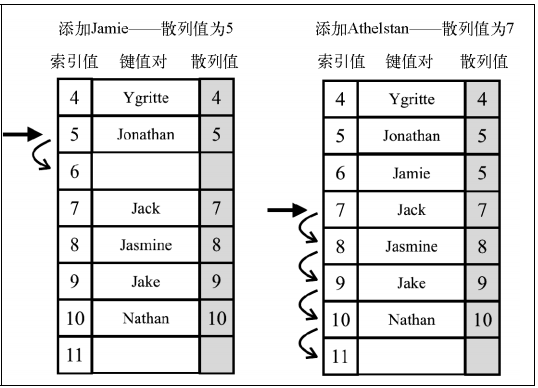 添加Jamie——散列值为5
索引值 键值对 散列值
4 Ygritte 4
5 Jonathan 5
6
7 Jack 7
8 Jasmine 8
9 Jake 9
10 Nathan 10
11
添加Athelstan——散列值为7
索引值 键值对 散列值
4 Ygritte 4
5 Jonathan 5
6 Jamie 5
7 Jack 7
8 Jasmine 8
9 Jake 9
10 Nathan 10
11